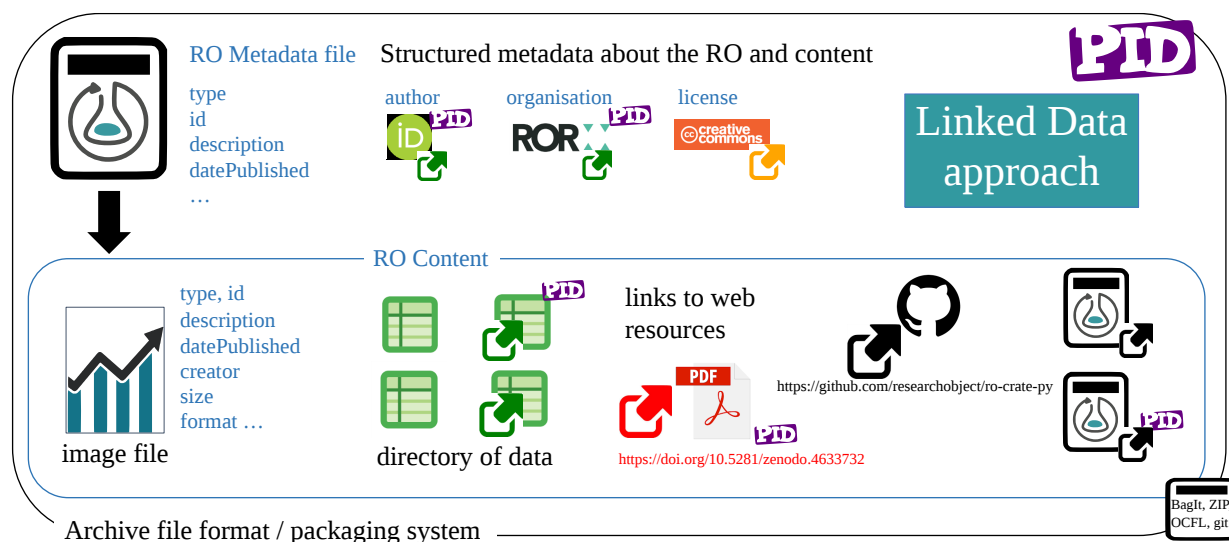 RO Metadata file
Structured metadata about the RO and content
PID
type
id
description
datePublished
…
author
iD
PID
organisation
ROR
PID
license
cc creative commons
Linked Data
approach
RO Content
type, id
description
datePublished
creator
size
format …
image file
PID
directory of data
links to web
resources
PDF
PID
https://doi.org/10.5281/zenodo.4633732
https://github.com/researchobject/ro-crate-py
PID
Archive file format / packaging system
BagIt, ZIP
OCFL, git